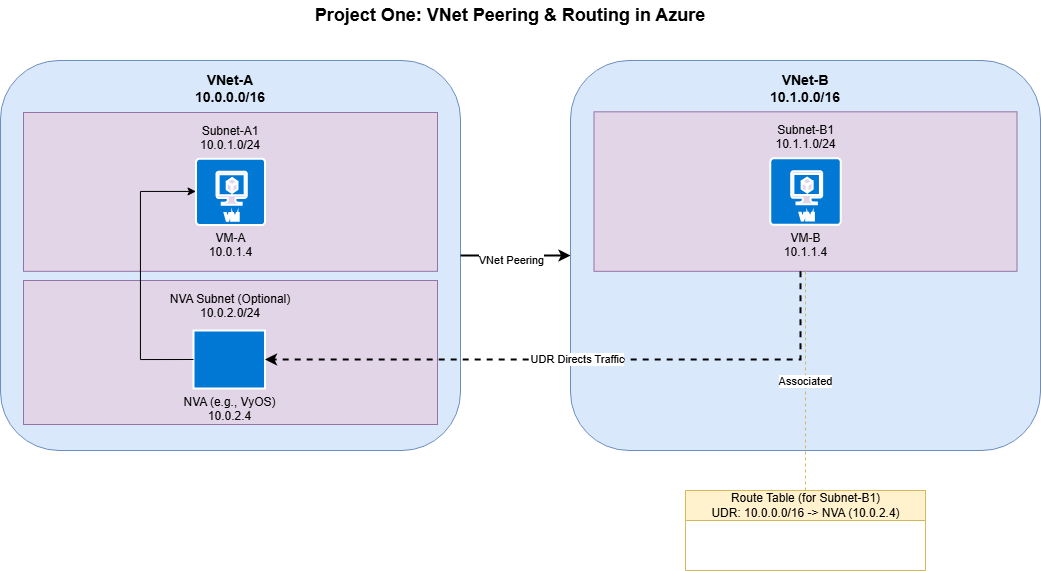 Project One: VNet Peering & Routing in Azure
VNet-A
10.0.0.0/16
Subnet-A1
10.0.1.0/24
VM
VM-A
10.0.1.4
NVA Subnet (Optional)
10.0.2.0/24
NVA (e.g., VyOS)
10.0.2.4
VNet Peering
UDR Directs Traffic
VNet-B
10.1.0.0/16
Subnet-B1
10.1.1.0/24
VM
VM-B
10.1.1.4
Associated
Route Table (for Subnet-B1)
UDR: 10.0.0.0/16 -> NVA (10.0.2.4)